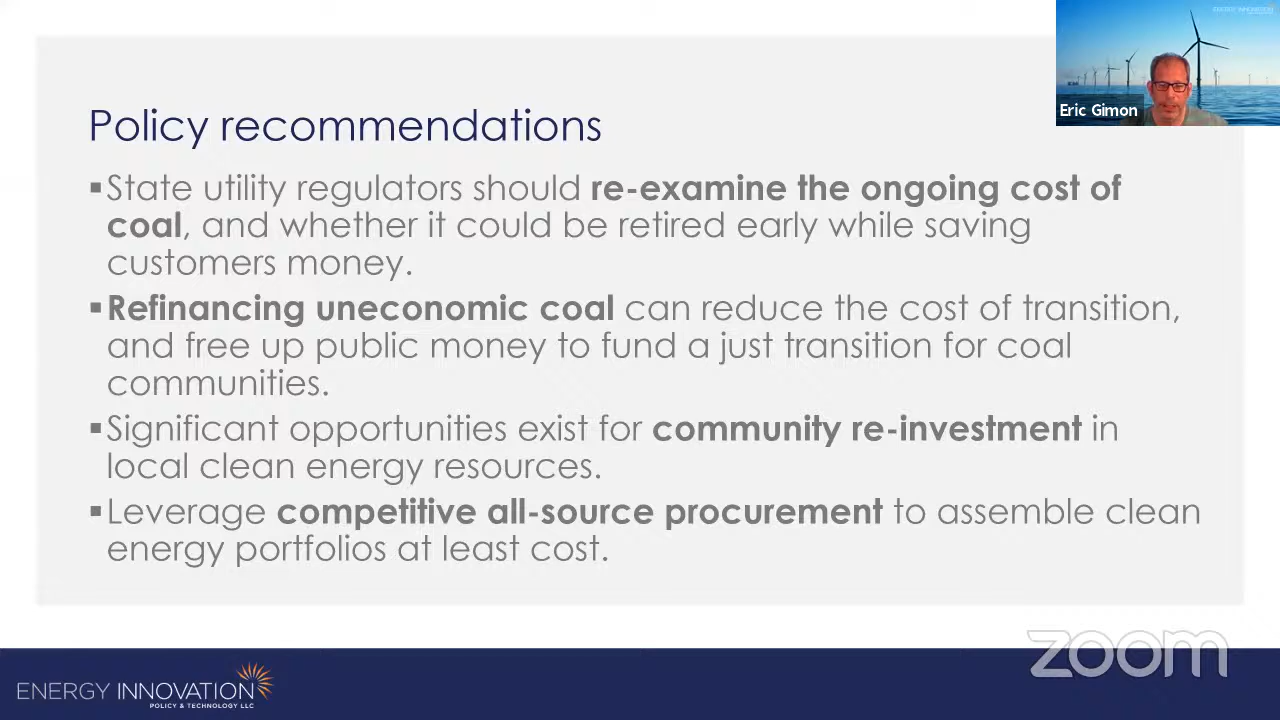 ENERGY INNOVATION
Eric Gimon
Policy recommendations
▪State utility regulators should re-examine the ongoing cost of
coal, and whether it could be retired early while saving
customers money.
▪Refinancing uneconomic coal can reduce the cost of transition,
and free up public money to fund a just transition for coal
communities.
▪Significant opportunities exist for community re-investment in
local clean energy resources.
▪Leverage competitive all-source procurement to assemble clean
energy portfolios at least cost.
zoom
ENERGY INNOVATION
POLICY & TECHNOLOGY LLC